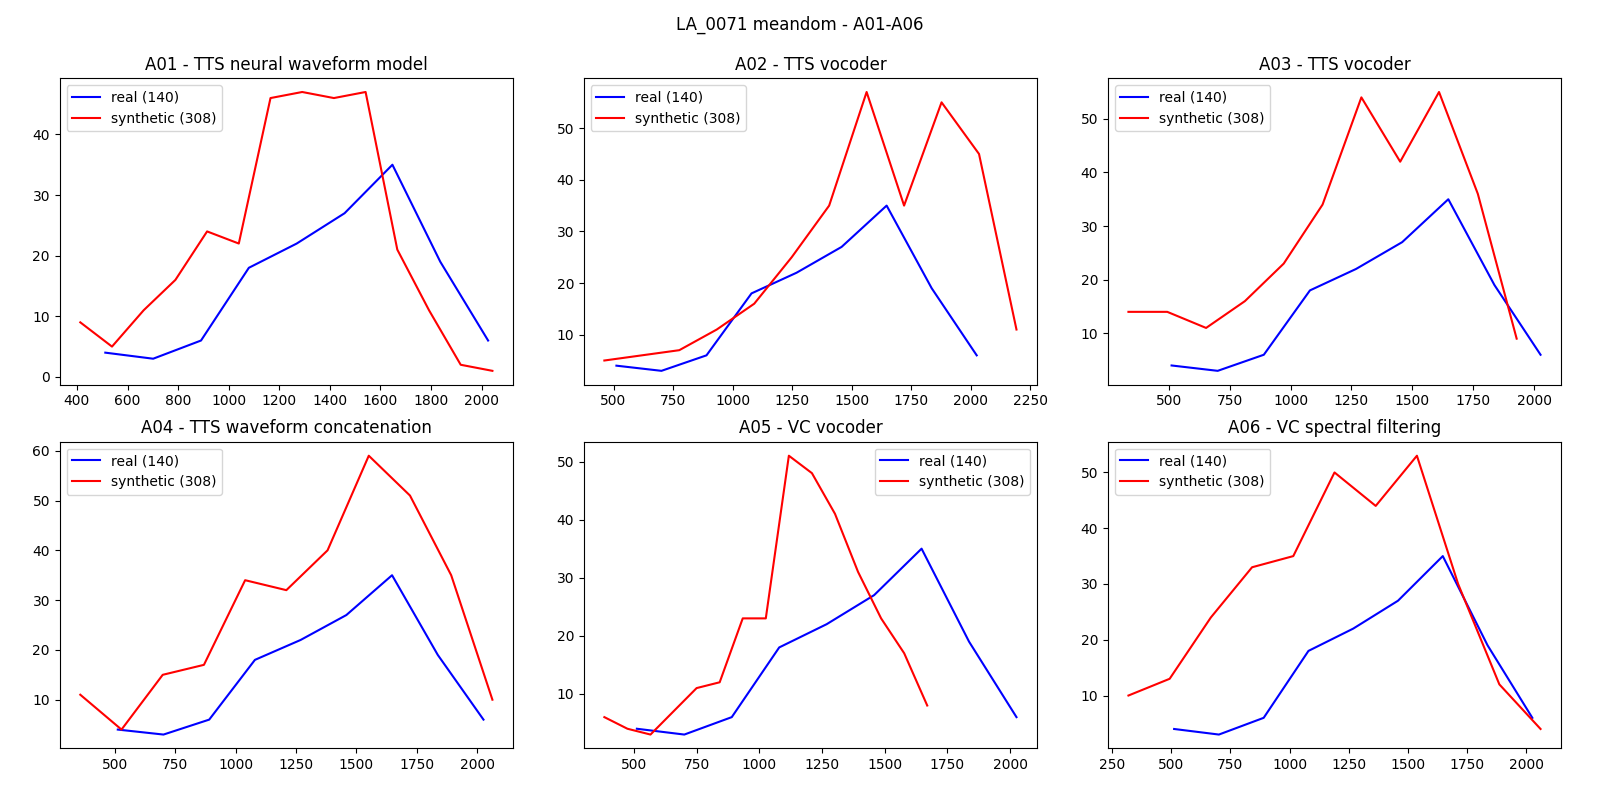 LA_0071 meandom - A01-A06
A01 - TTS neural waveform model
real (140)
synthetic (308)
40
30
20
10
0
400 600 800 1000 1200 1400 1600 1800 2000
A02 - TTS vocoder
real (140)
synthetic (308)
50
40
30
20
10
500 750 1000 1250 1500 1750 2000 2250
A03 - TTS vocoder
real (140)
synthetic (308)
50
40
30
20
10
500 750 1000 1250 1500 1750 2000
A04 - TTS waveform concatenation
real (140)
synthetic (308)
60
50
40
30
20
10
500 750 1000 1250 1500 1750 2000
A05 - VC vocoder
real (140)
synthetic (308)
50
40
30
20
10
500 750 1000 1250 1500 1750 2000
A06 - VC spectral filtering
real (140)
synthetic (308)
50
40
30
20
10
250 500 750 1000 1250 1500 1750 2000